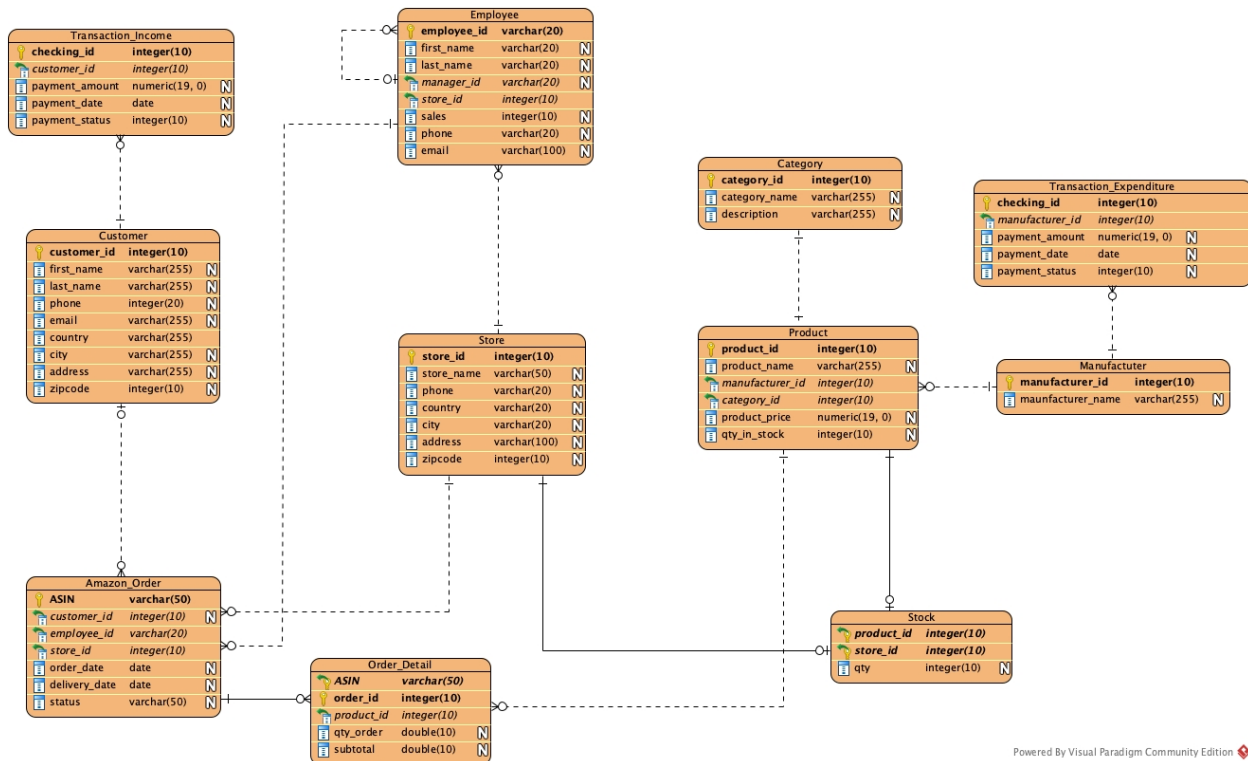 Transaction_Income
checking_id integer(10)
customer_id integer(10)
payment_amount numeric(19, 0) N
payment_date date N
payment_status integer(10) N
Employee
employee_id varchar(20)
first_name varchar(20) N
last_name varchar(20) N
manager_id varchar(20) N
store_id integer(10)
sales integer(10) N
phone varchar(20) N
email varchar(100) N
Category
category_id integer(10)
category_name varchar(255) N
description varchar(255) N
Transaction_Expenditure
checking_id integer(10)
manufacturer_id integer(10)
payment_amount numeric(19, 0) N
payment_date date N
payment_status integer(10) N
Customer
customer_id integer(10)
first_name varchar(255) N
last_name varchar(255) N
phone integer(20) N
email varchar(255) N
country varchar(255)
city varchar(255) N
address varchar(255) N
zipcode integer(10) N
Store
store_id integer(10)
store_name varchar(50) N
phone varchar(20) N
country varchar(20) N
city varchar(20) N
address varchar(100) N
zipcode integer(10) N
Product
product_id integer(10)
product_name varchar(255) N
manufacturer_id integer(10)
category_id integer(10)
product_price numeric(19, 0) N
qty_in_stock integer(10) N
Manufactuter
manufacturer_id integer(10)
maunfacturer_name varchar(255) N
Amazon_Order
ASIN varchar(50)
customer_id integer(10) N
employee_id varchar(20)
store_id integer(10)
order_date date N
delivery_date date N
status varchar(50) N
Order_Detail
ASIN varchar(50)
order_id integer(10)
product_id integer(10)
qty_order double(10) N
subtotal double(10) N
Stock
product_id integer(10)
store_id integer(10)
qty integer(10) N
Powered By Visual Paradigm Community Edition